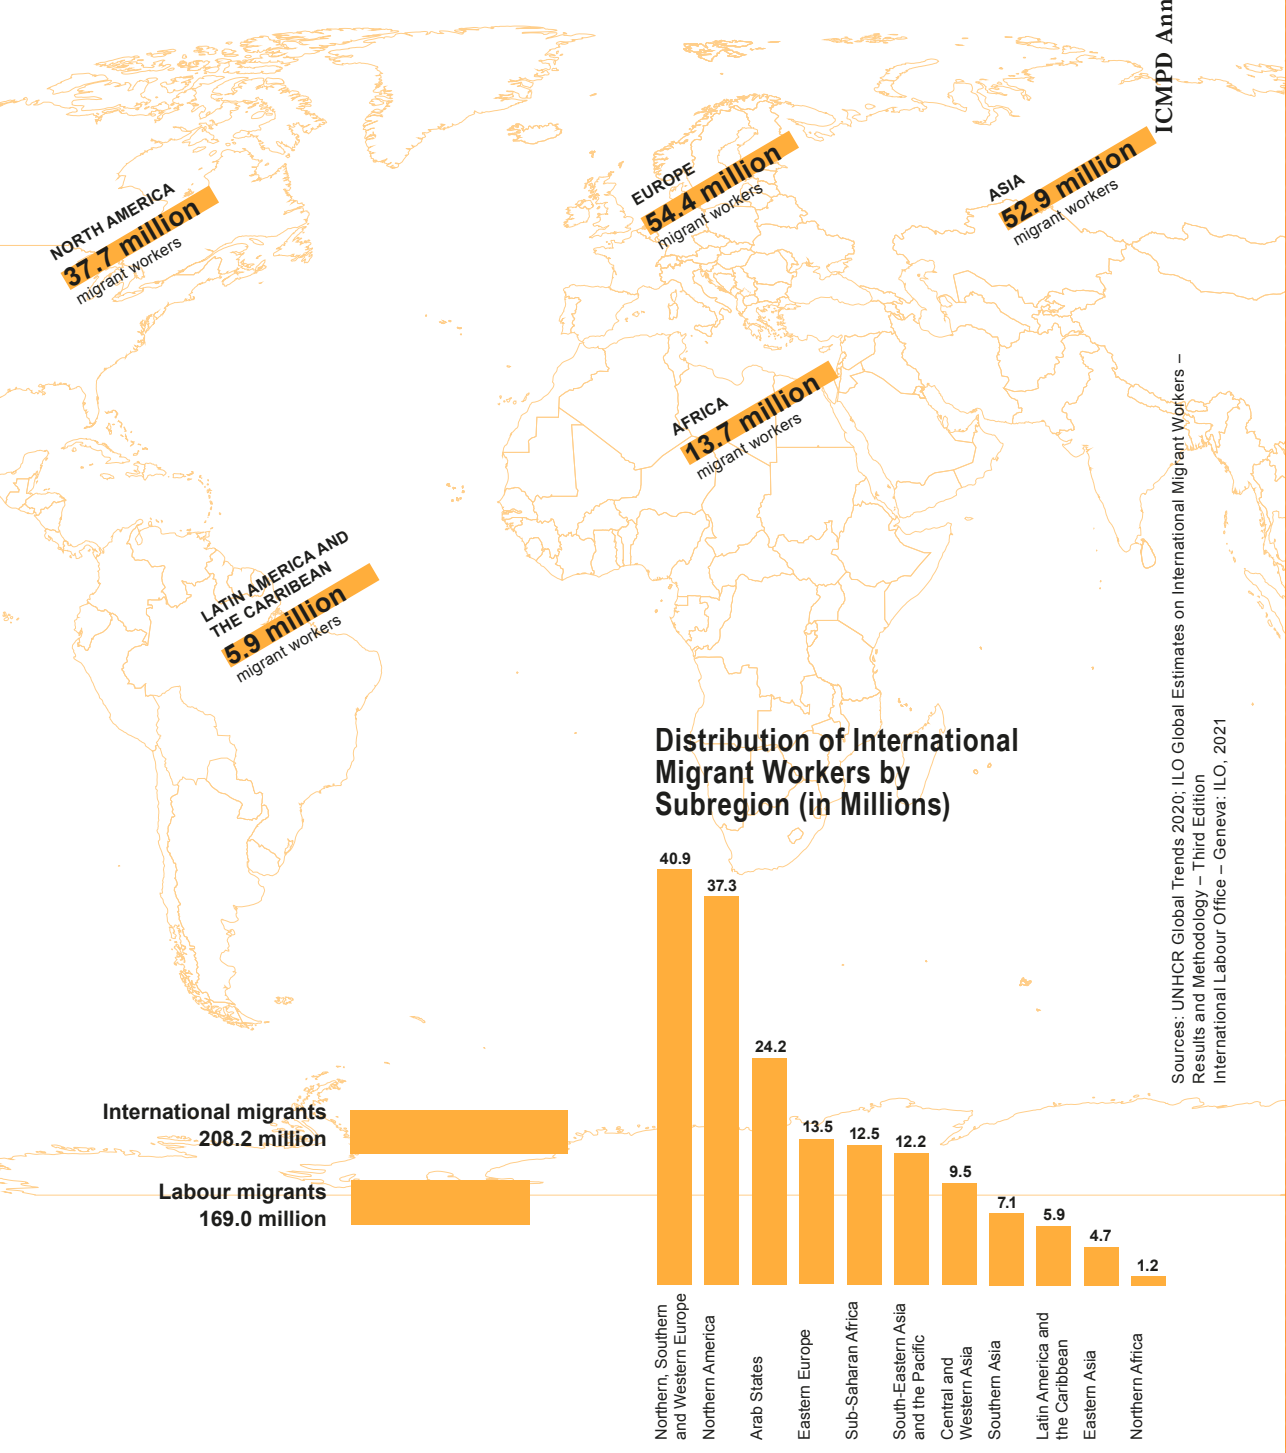 ICMPD Ann
NORTH AMERICA
37.7 million
migrant workers
EUROPE
54.4 million
migrant workers
ASIA
52.9 million
migrant workers
AFRICA
13.7 million
migrant workers
LATIN AMERICA AND
THE CARRIBEAN
5.9 million
migrant workers
Distribution of International
Migrant Workers by
Subregion (in Millions)
40.9
37.3
24.2
13.5
12.5
12.2
9.5
7.1
5.9
4.7
1.2
Northern, Southern
and Western Europe
Northern America
Arab States
Eastern Europe
Sub-Saharan Africa
South-Eastern Asia
and the Pacific
Central and
Western Asia
Southern Asia
Latin America and
the Caribbean
Eastern Asia
Northern Africa
International migrants
208.2 million
Labour migrants
169.0 million
Sources: UNHCR Global Trends 2020; ILO Global Estimates on International Migrant Workers –
Results and Methodology – Third Edition
International Labour Office – Geneva: ILO, 2021